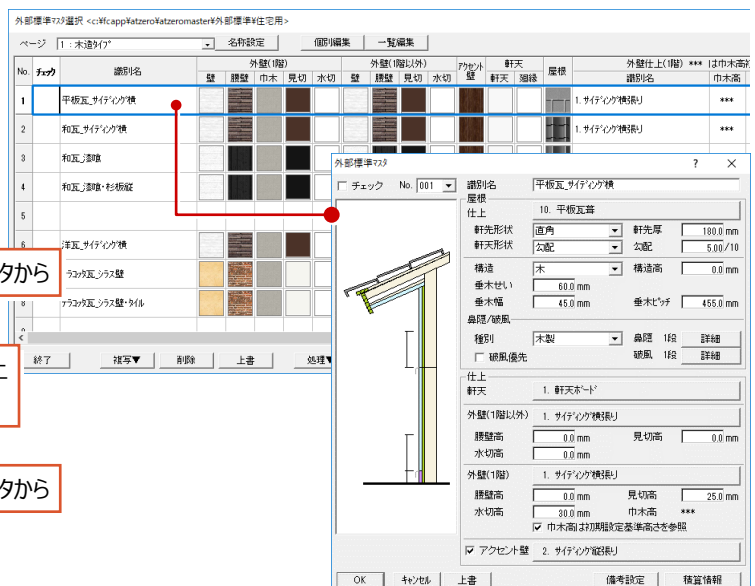 外部標準ﾏｽﾀ選択 <c:¥fcapp¥atzero¥atzeromaster¥外部標準¥住宅用>
ページ 1：木造ﾀｲﾌﾟ 名称設定 個別編集 一覧編集
No. ﾁｪｯｸ 識別名 外壁(1階) 外壁(1階以外) ｱｸｾﾝﾄ壁 軒天 屋根 外壁仕上(1階) *** は巾木高初
壁 腰壁 巾木 見切 水切 壁 腰壁 見切 水切 軒天 廻縁 識別名 巾木高
1 平板瓦_ｻｲﾃﾞｨﾝｸﾞ横 1. ｻｲﾃﾞｨﾝｸﾞ横張り ***
2 和瓦_ｻｲﾃﾞｨﾝｸﾞ横 1. ｻｲﾃﾞｨﾝｸﾞ横張り ***
3 和瓦_漆喰
4 和瓦_漆喰・杉板縦
5
6 洋瓦_ｻｲﾃﾞｨﾝｸﾞ横
ﾗｺｯﾀ瓦_ｼﾗｽ壁
8 ﾃﾗｺｯﾀ瓦_ｼﾗｽ壁・ﾀｲﾙ
終了 複写▼ 削除 上書 処理▼
タから
タから
外部標準ﾏｽﾀ ? ×
チェック No. 001 識別名 平板瓦_ｻｲﾃﾞｨﾝｸﾞ横
屋根
仕上 10. 平板瓦葺
軒先形状 直角 軒先厚 180.0 mm
軒天形状 勾配 勾配 5.00 /10
構造 木 構造高 0.0 mm
垂木せい 60.0 mm
垂木幅 45.0 mm 垂木ﾋﾟｯﾁ 455.0 mm
鼻隠/破風
種別 木製 鼻隠 1段 詳細
破風優先 破風 1段 詳細
仕上
軒天 1. 軒天ﾎﾞｰﾄﾞ
外壁(1階以外) 1. ｻｲﾃﾞｨﾝｸﾞ横張り
腰壁高 0.0 mm 見切高 0.0 mm
水切高 0.0 mm
外壁(1階) 1. ｻｲﾃﾞｨﾝｸﾞ横張り
腰壁高 0.0 mm 見切高 25.0 mm
水切高 30.0 mm 巾木高 ***
巾木高は初期設定基準高さを参照
アクセント壁 2. ｻｲﾃﾞｨﾝｸﾞ縦張り
OK ｷｬﾝｾﾙ 上書 備考設定 積算情報